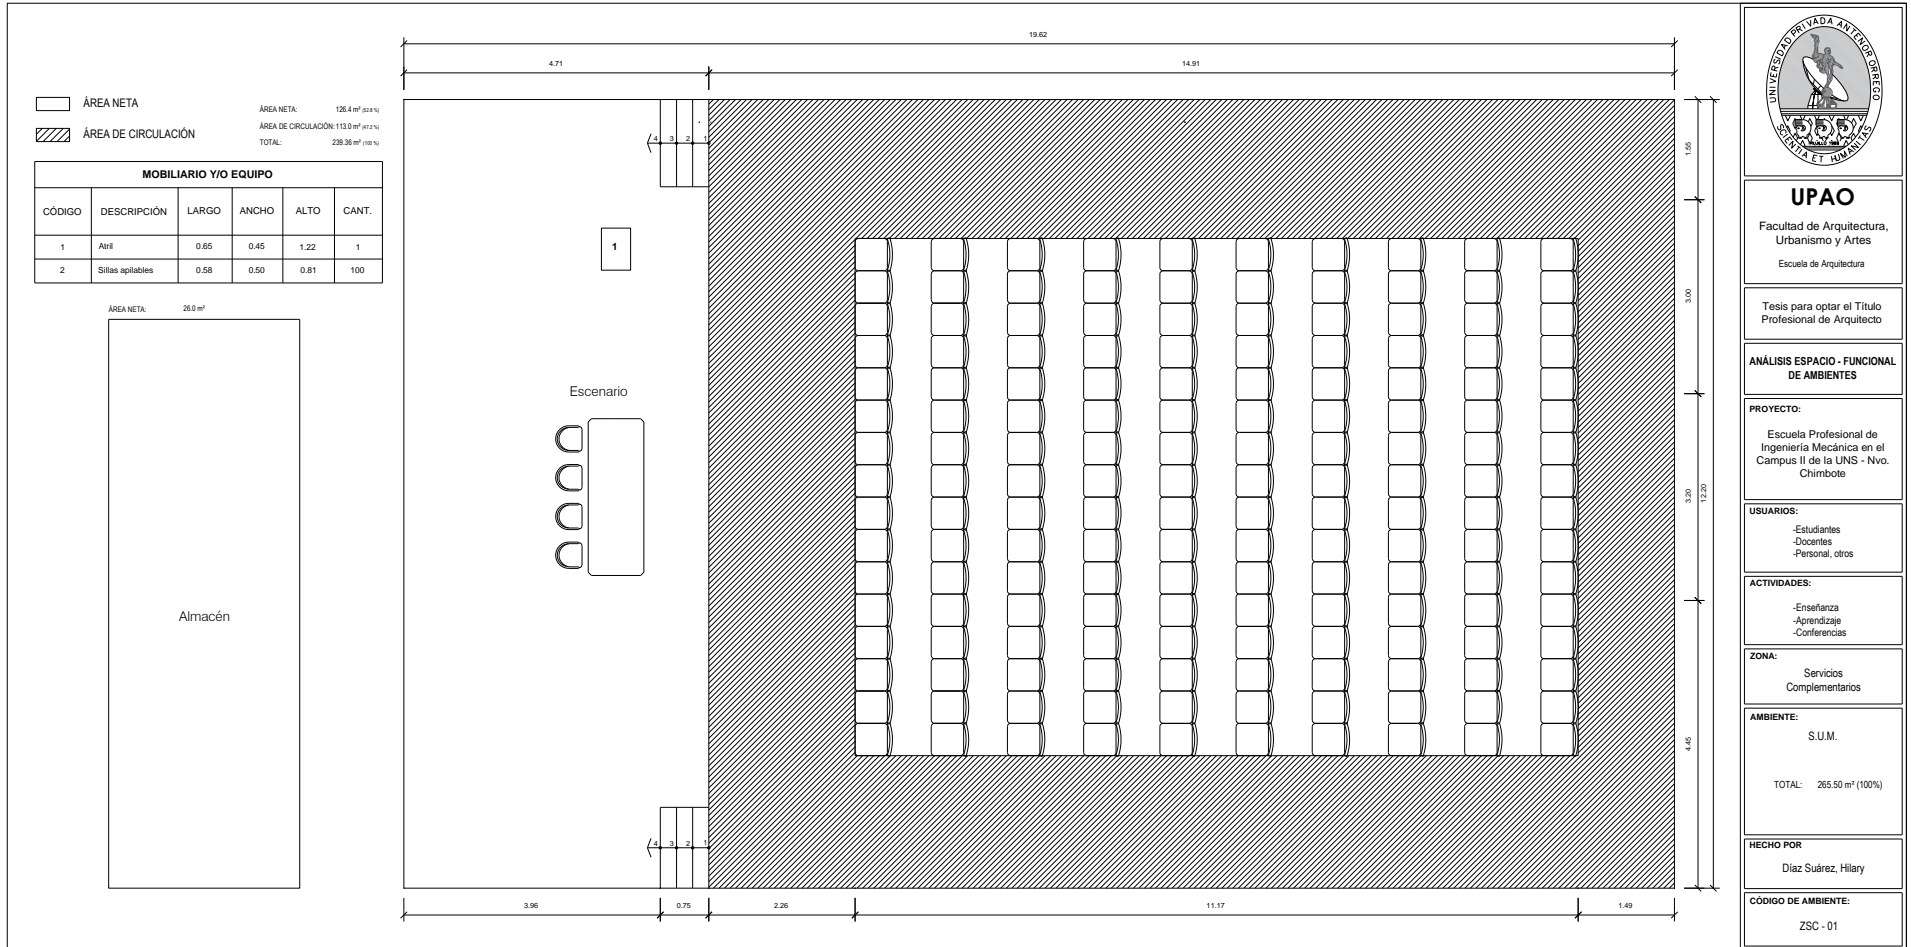 19.62
4.71
14.91
ÁREA NETA
ÁREA DE CIRCULACIÓN
ÁREA NETA: 126.4 m² (52.8 %)
ÁREA DE CIRCULACIÓN: 113.0 m² (47.2 %)
TOTAL: 239.36 m² (100 %)
MOBILIARIO Y/O EQUIPO
CÓDIGO DESCRIPCIÓN LARGO ANCHO ALTO CANT.
1 Atril 0.65 0.45 1.22 1
2 Sillas apilables 0.58 0.50 0.81 100
ÁREA NETA: 26.0 m²
Almacén
4 3 2 1
1
Escenario
4 3 2 1
3.96
0.75
2.26
11.17
1.49
1.55
3.00
3.20
12.20
4.45
UNIVERSIDAD PRIVADA ANTENOR ORREGO
TRUJILLO 1988
SCIENTIA ET HUMANITAS
UPAO
Facultad de Arquitectura,
Urbanismo y Artes
Escuela de Arquitectura
Tesis para optar el Título
Profesional de Arquitecto
ANÁLISIS ESPACIO - FUNCIONAL
DE AMBIENTES
PROYECTO:
Escuela Profesional de
Ingeniería Mecánica en el
Campus II de la UNS - Nvo.
Chimbote
USUARIOS:
-Estudiantes
-Docentes
-Personal, otros
ACTIVIDADES:
-Enseñanza
-Aprendizaje
-Conferencias
ZONA:
Servicios
Complementarios
AMBIENTE:
S.U.M.
TOTAL: 265.50 m² (100%)
HECHO POR
Díaz Suárez, Hilary
CÓDIGO DE AMBIENTE:
ZSC - 01